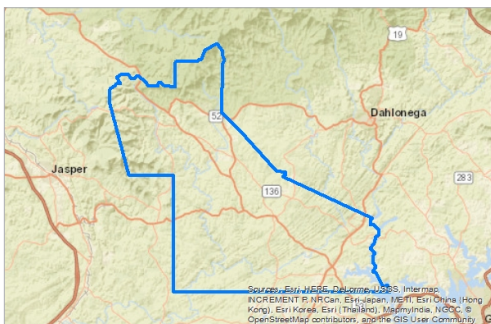 19
Dahlonega
52
Jasper
283
136
Sources: Esri, HERE, DeLorme, USGS, Intermap,
INCREMENT P, NRCan, Esri Japan, METI, Esri China (Hong
Kong), Esri Korea, Esri (Thailand), MapmyIndia, NGCC, ©
OpenStreetMap contributors, and the GIS User Community